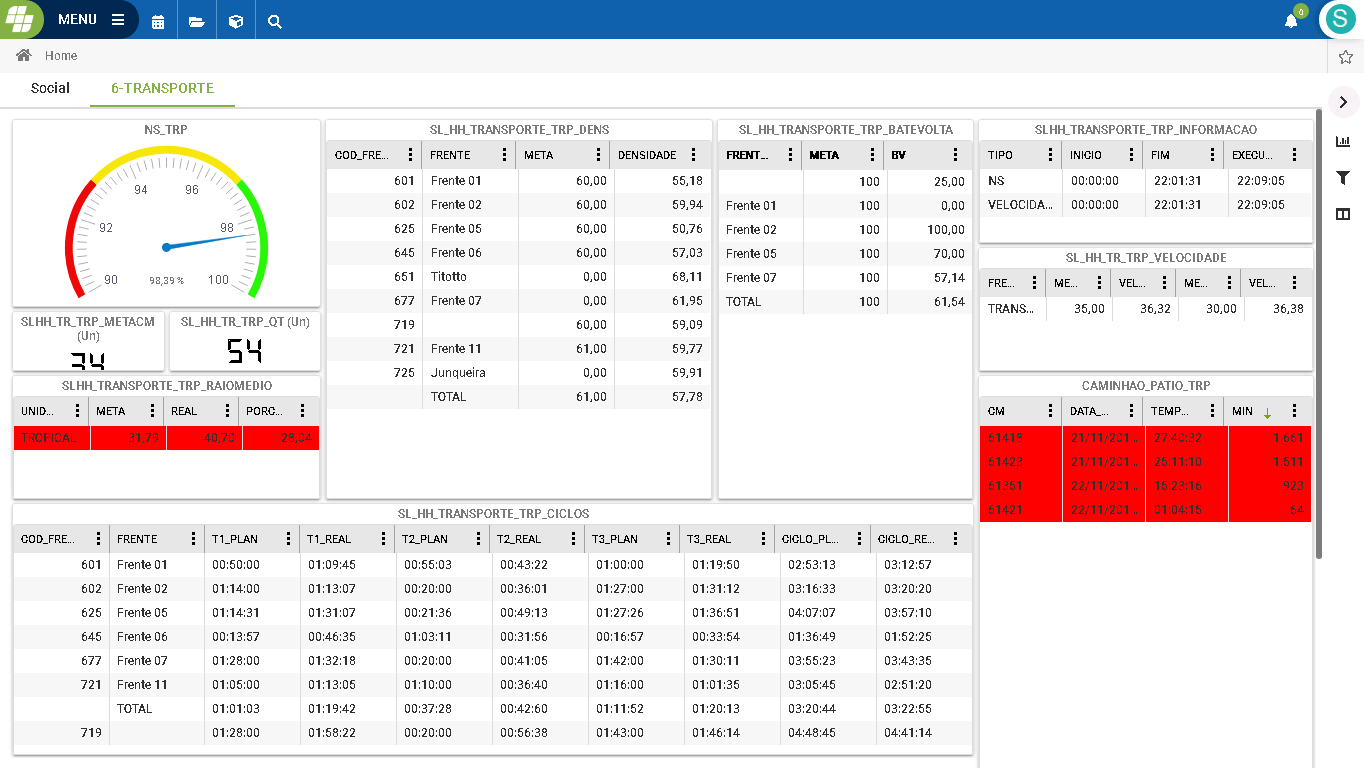 MENU
0
S
Home
Social 6-TRANSPORTE
NS_TRP
90 92 94 96 98 100
98,39 %
SLHH_TR_TRP_METACM (Un)
34
SL_HH_TR_TRP_QT (Un)
54
SLHH_TRANSPORTE_TRP_RAIOMEDIO
UNID... META REAL PORC...
TROPICAL 31,79 40,70 28,04
SL_HH_TRANSPORTE_TRP_DENS
COD_FRE... FRENTE META DENSIDADE
601 Frente 01 60,00 55,18
602 Frente 02 60,00 59,94
625 Frente 05 60,00 50,76
645 Frente 06 60,00 57,03
651 Titotto 0,00 68,11
677 Frente 07 0,00 61,95
719 60,00 59,09
721 Frente 11 61,00 59,77
725 Junqueira 0,00 59,91
TOTAL 61,00 57,78
SL_HH_TRANSPORTE_TRP_BATEVOLTA
FRENT... META BV
100 25,00
Frente 01 100 0,00
Frente 02 100 100,00
Frente 05 100 70,00
Frente 07 100 57,14
TOTAL 100 61,54
SLHH_TRANSPORTE_TRP_INFORMACAO
TIPO INICIO FIM EXECU...
NS 00:00:00 22:01:31 22:09:05
VELOCIDA... 00:00:00 22:01:31 22:09:05
SL_HH_TR_TRP_VELOCIDADE
FRE... ME... VEL... ME... VEL...
TRANS... 35,00 36,32 30,00 36,38
CAMINHAO_PATIO_TRP
CM DATA_... TEMP... MIN
61418 21/11/201... 27:40:32 1.661
61423 21/11/201... 25:11:10 1.511
61351 22/11/201... 15:23:16 923
61421 22/11/201... 01:04:15 64
SL_HH_TRANSPORTE_TRP_CICLOS
COD_FRE... FRENTE T1_PLAN T1_REAL T2_PLAN T2_REAL T3_PLAN T3_REAL CICLO_PL... CICLO_RE...
601 Frente 01 00:50:00 01:09:45 00:55:03 00:43:22 01:00:00 01:19:50 02:53:13 03:12:57
602 Frente 02 01:14:00 01:13:07 00:20:00 00:36:01 01:27:00 01:31:12 03:16:33 03:20:20
625 Frente 05 01:14:31 01:31:07 00:21:36 00:49:13 01:27:26 01:36:51 04:07:07 03:57:10
645 Frente 06 00:13:57 00:46:35 01:03:11 00:31:56 00:16:57 00:33:54 01:36:49 01:52:25
677 Frente 07 01:28:00 01:32:18 00:20:00 00:41:05 01:42:00 01:30:11 03:55:23 03:43:35
721 Frente 11 01:05:00 01:13:05 01:10:00 00:36:40 01:16:00 01:01:35 03:05:45 02:51:20
TOTAL 01:01:03 01:19:42 00:37:28 00:42:60 01:11:52 01:20:13 03:20:44 03:22:55
719 01:28:00 01:58:22 00:20:00 00:56:38 01:43:00 01:46:14 04:48:45 04:41:14